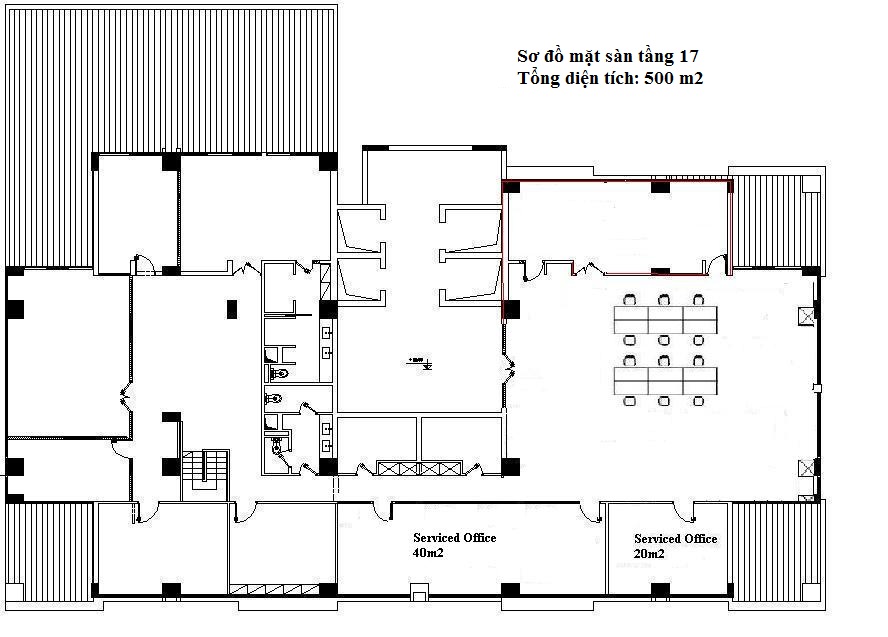 Sơ đồ mặt sàn tầng 17
Tổng diện tích: 500 m2
Serviced Office
40m2
Serviced Office
20m2